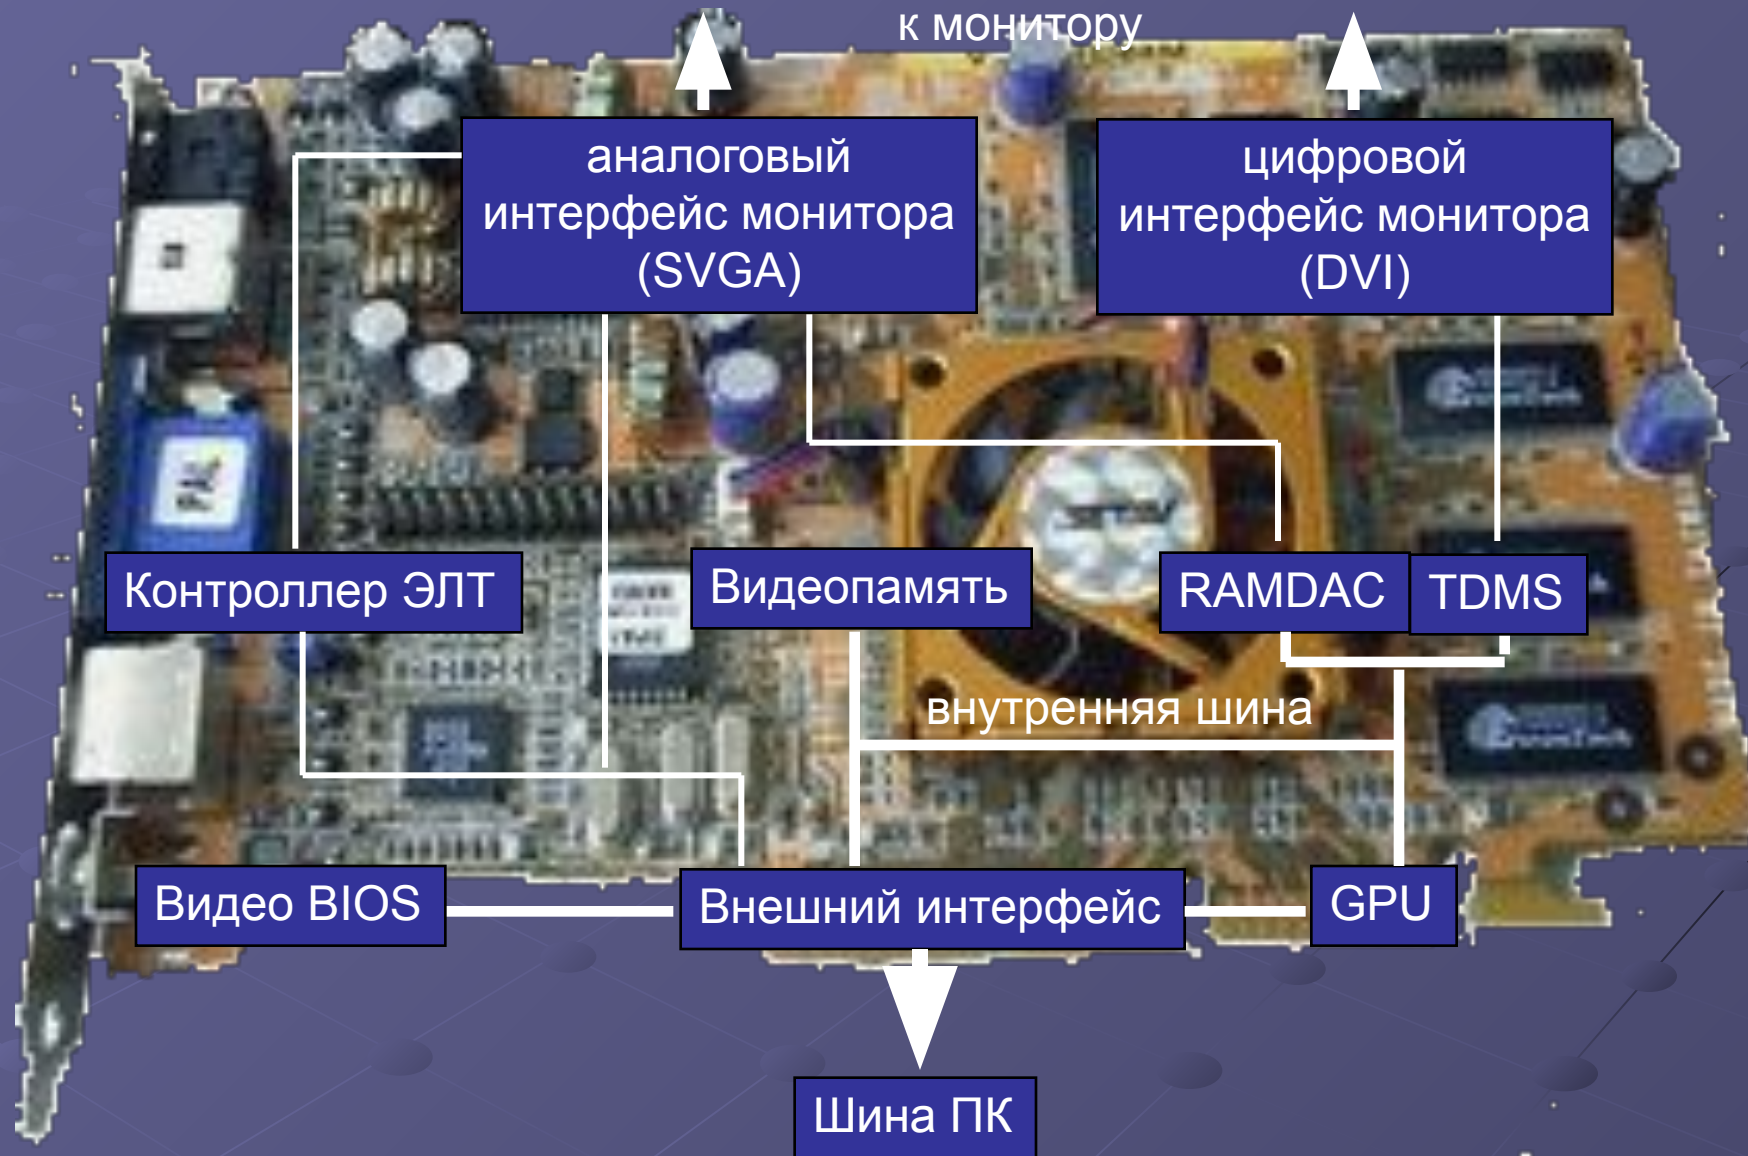 к монитору
аналоговый
интерфейс монитора
(SVGA)
цифровой
интерфейс монитора
(DVI)
Контроллер ЭЛТ
Видеопамять
RAMDAC
TDMS
внутренняя шина
Видео BIOS
Внешний интерфейс
GPU
Шина ПК